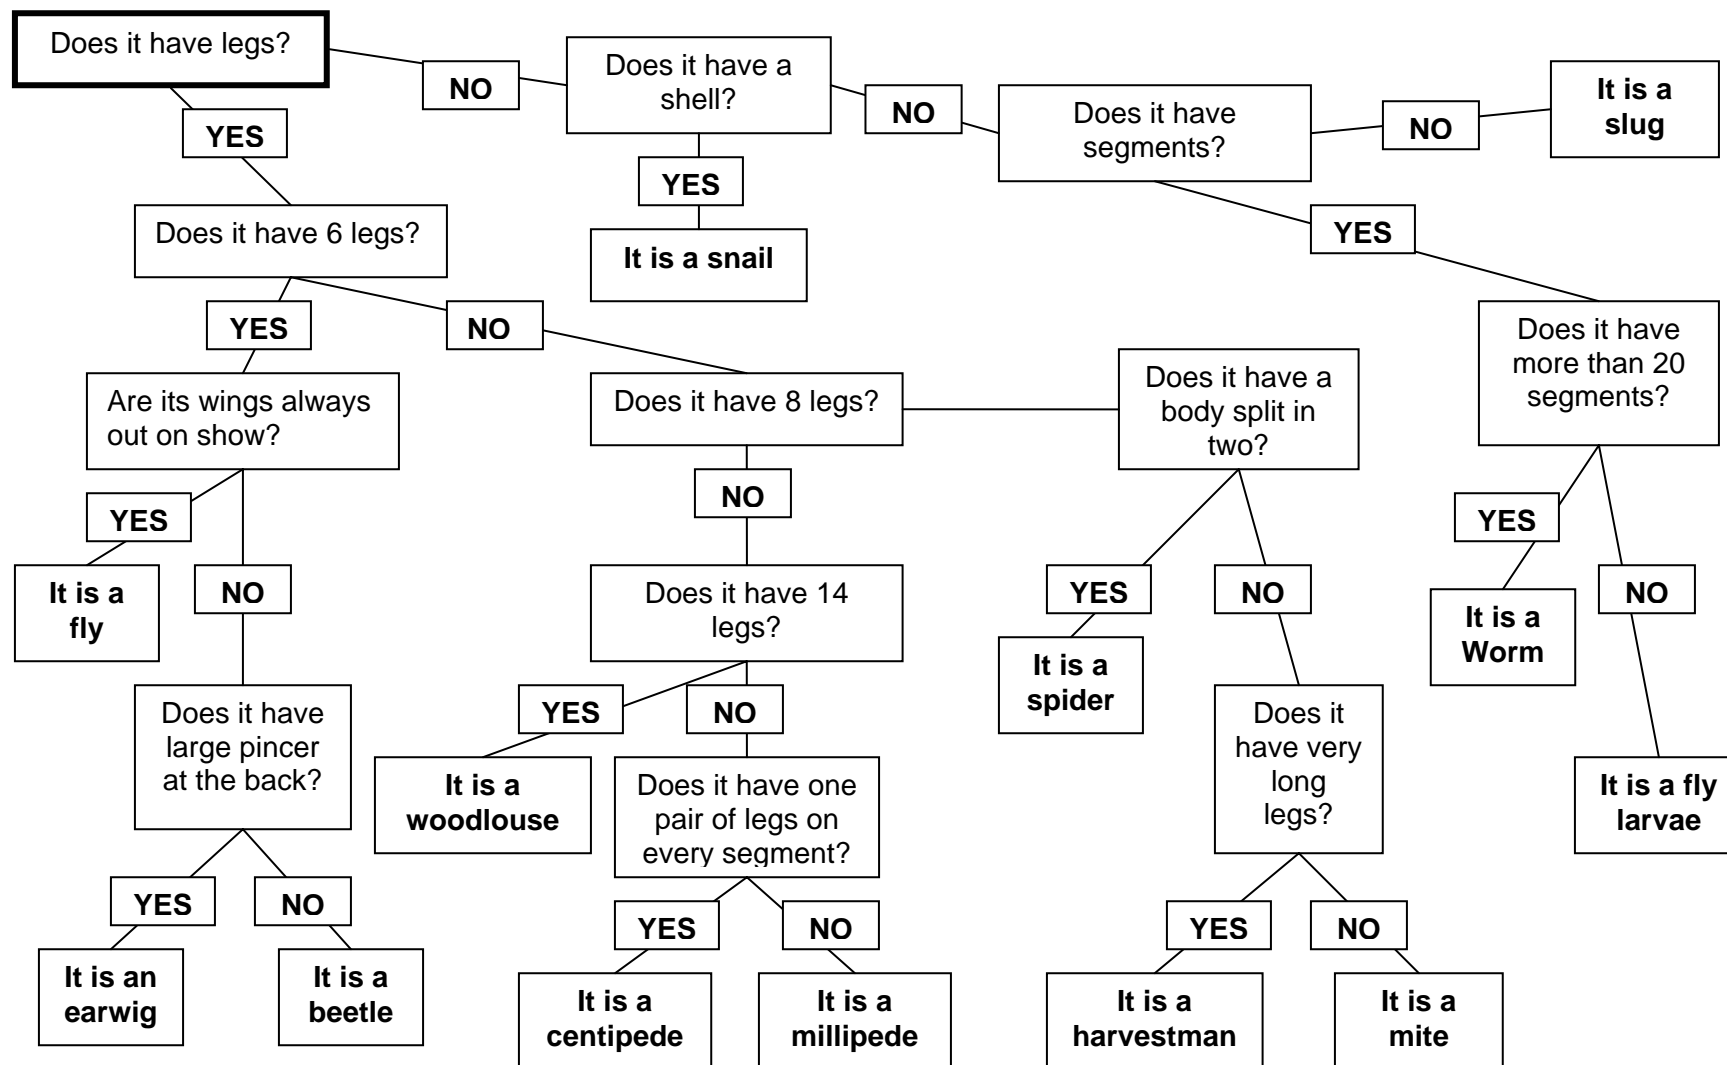 Does it have legs?
NO
Does it have a
shell?
NO
Does it have
segments?
NO
It is a
slug
YES
YES
It is a snail
YES
Does it have 6 legs?
YES
NO
Does it have
more than 20
segments?
Are its wings always
out on show?
Does it have 8 legs?
Does it have a
body split in
two?
YES
NO
NO
YES
It is a
fly
Does it have 14
legs?
YES
NO
NO
It is a
Worm
It is a
spider
Does it have
large pincer
at the back?
YES
NO
Does it
have very
long
legs?
It is a
woodlouse
Does it have one
pair of legs on
every segment?
It is a fly
larvae
YES
NO
YES
NO
YES
NO
It is an
earwig
It is a
beetle
It is a
centipede
It is a
millipede
It is a
harvestman
It is a
mite